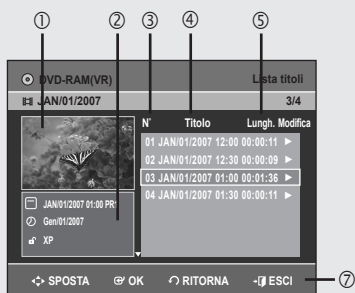 ① ② ③ ④ ⑤
DVD-RAM(VR) Lista titoli
JAN/01/2007 3/4
N° Titolo Lungh. Modifica
01 JAN/01/2007 12:00 00:00:11 ►
02 JAN/01/2007 12:30 00:00:09 ►
03 JAN/01/2007 01:00 00:01:36 ►
04 JAN/01/2007 01:30 00:00:11 ►
JAN/01/2007 01:00 PR1
Gen/01/2007
XP
SPOSTA OK RITORNA ESCI ⑦